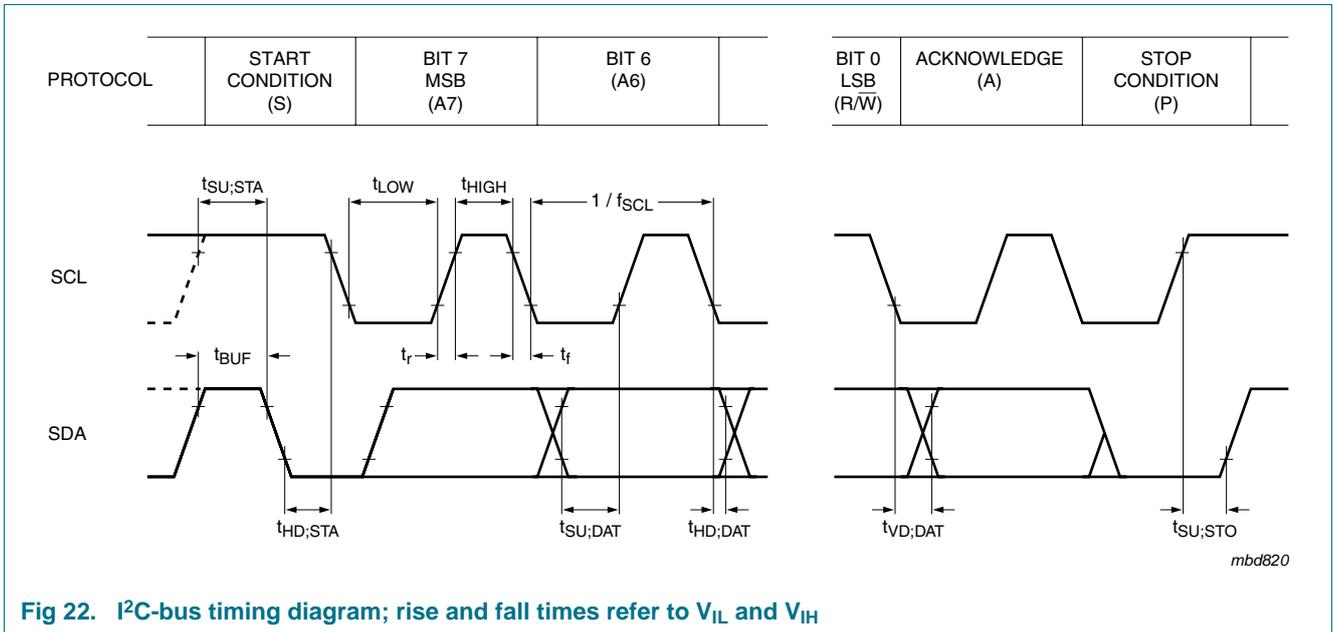 PROTOCOL
START
CONDITION
(S)
BIT 7
MSB
(A7)
BIT 6
(A6)
BIT 0
LSB
(R/W̅)
ACKNOWLEDGE
(A)
STOP
CONDITION
(P)
tSU;STA
tLOW
tHIGH
1 / fSCL
SCL
tBUF
tr
tf
SDA
tHD;STA
tSU;DAT
tHD;DAT
tVD;DAT
tSU;STO
mbd820
Fig 22. I²C-bus timing diagram; rise and fall times refer to VIL and VIH